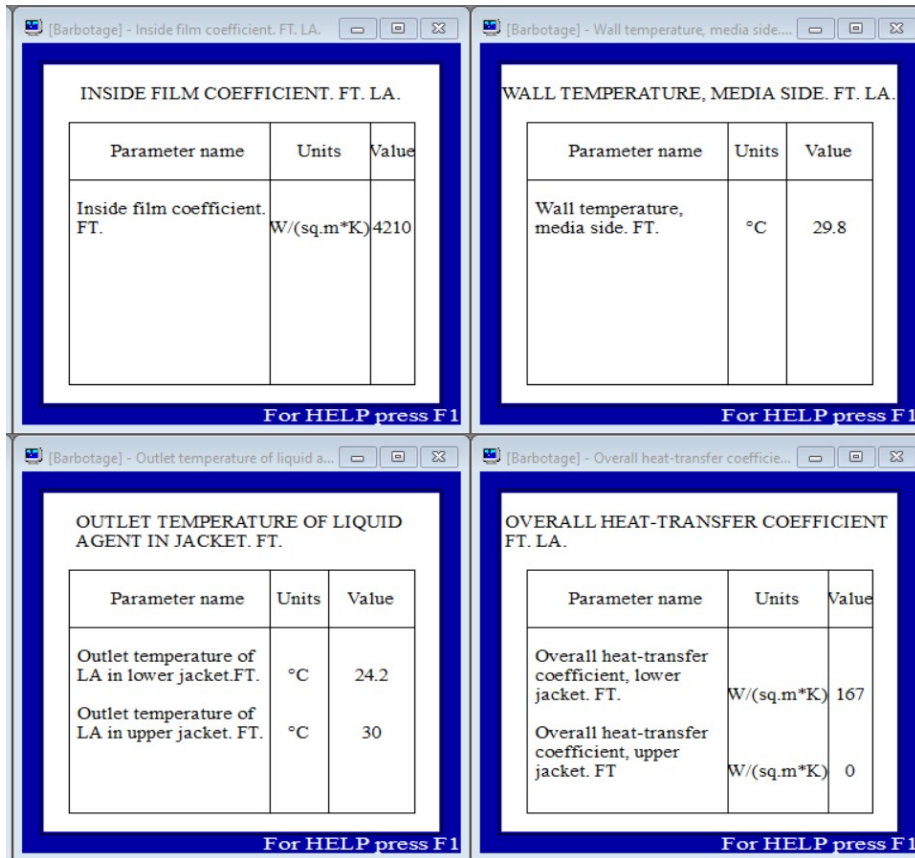 [Barbotage] - Inside film coefficient. FT. LA.
INSIDE FILM COEFFICIENT. FT. LA.
Parameter name Units Value
Inside film coefficient.
FT. W/(sq.m*K) 4210
For HELP press F1
[Barbotage] - Wall temperature, media side....
WALL TEMPERATURE, MEDIA SIDE. FT. LA.
Parameter name Units Value
Wall temperature,
media side. FT. °C 29.8
For HELP press F1
[Barbotage] - Outlet temperature of liquid a...
OUTLET TEMPERATURE OF LIQUID
AGENT IN JACKET. FT.
Parameter name Units Value
Outlet temperature of
LA in lower jacket.FT. °C 24.2
Outlet temperature of
LA in upper jacket. FT. °C 30
For HELP press F1
[Barbotage] - Overall heat-transfer coefficie...
OVERALL HEAT-TRANSFER COEFFICIENT
FT. LA.
Parameter name Units Value
Overall heat-transfer
coefficient, lower
jacket. FT. W/(sq.m*K) 167
Overall heat-transfer
coefficient, upper
jacket. FT W/(sq.m*K) 0
For HELP press F1